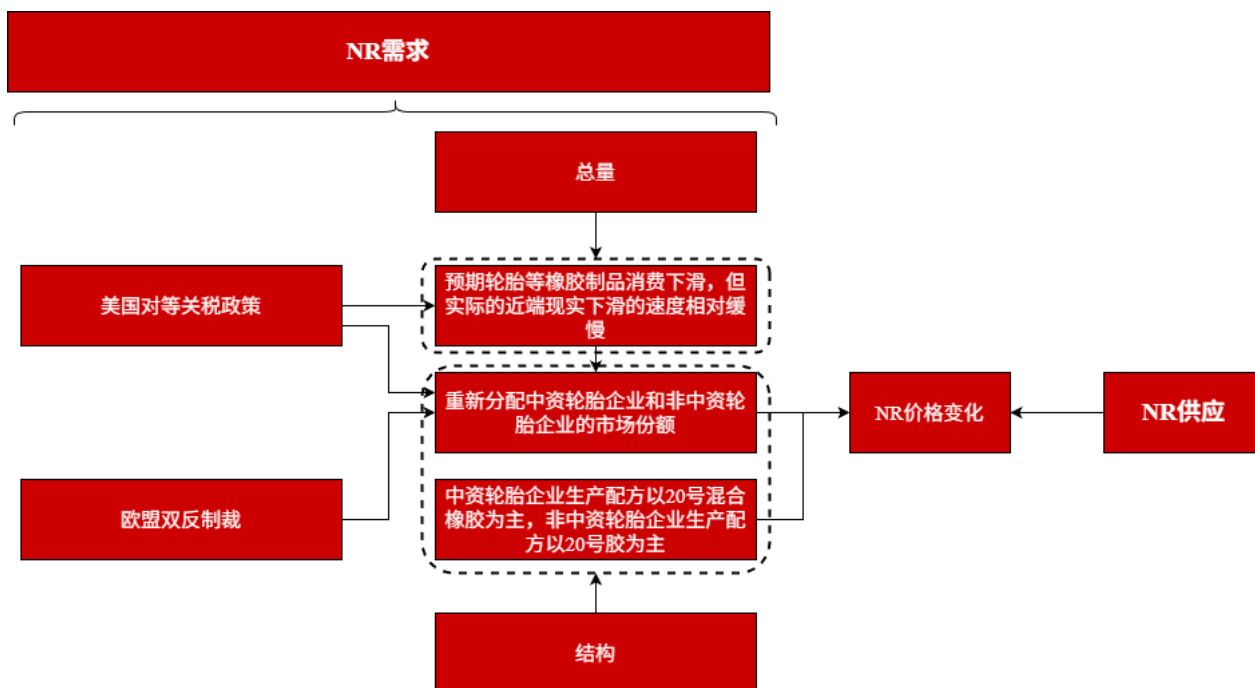 NR需求
总量
美国对等关税政策
预期轮胎等橡胶制品消费下滑，但
实际的近端现实下滑的速度相对缓
慢
重新分配中资轮胎企业和非中资轮
胎企业的市场份额
NR价格变化
NR供应
欧盟双反制裁
中资轮胎企业生产配方以20号混合
橡胶为主，非中资轮胎企业生产配
方以20号胶为主
结构